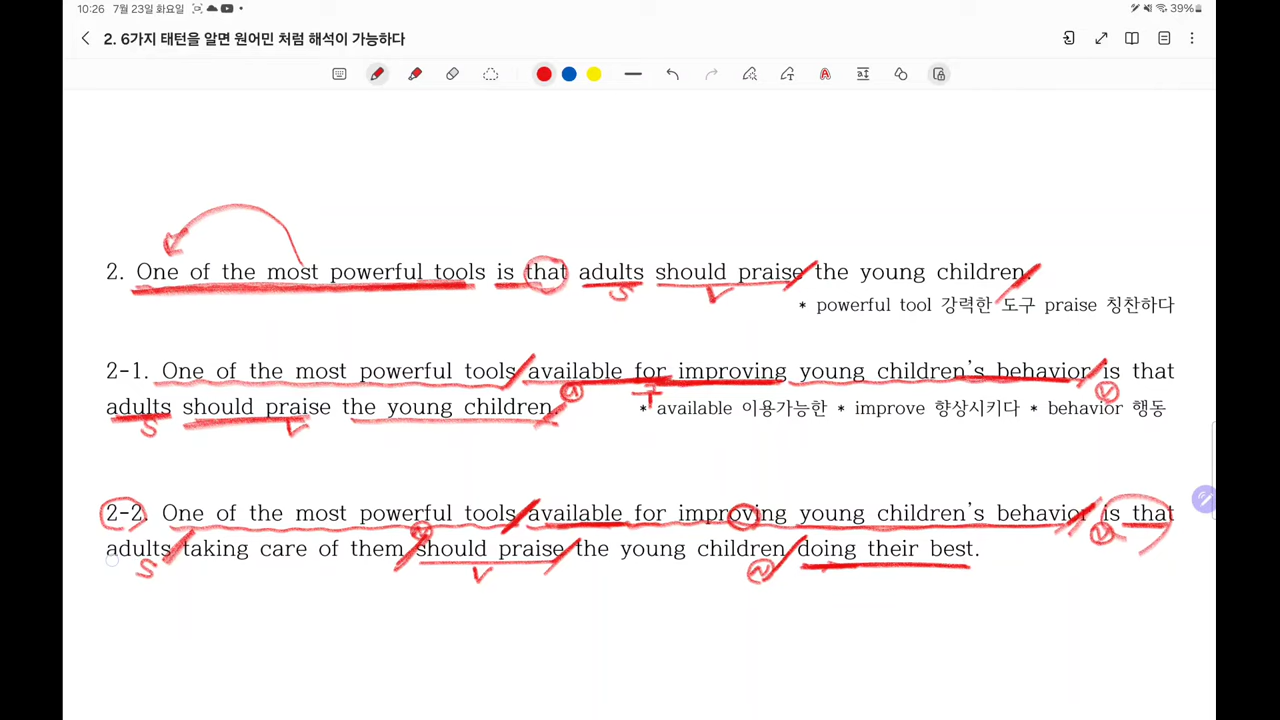 10:26 7월 23일 화요일
39%
2. 6가지 태턴을 알면 원어민 처럼 해석이 가능하다
2. One of the most powerful tools is that adults should praise the young children.
S V
* powerful tool 강력한 도구 praise 칭찬하다
2-1. One of the most powerful tools available for improving young children's behavior is that
구 V
adults should praise the young children.
* available 이용가능한 * improve 향상시키다 * behavior 행동
S V
2-2. One of the most powerful tools available for improving young children's behavior is that
V
adults taking care of them should praise the young children doing their best.
S V